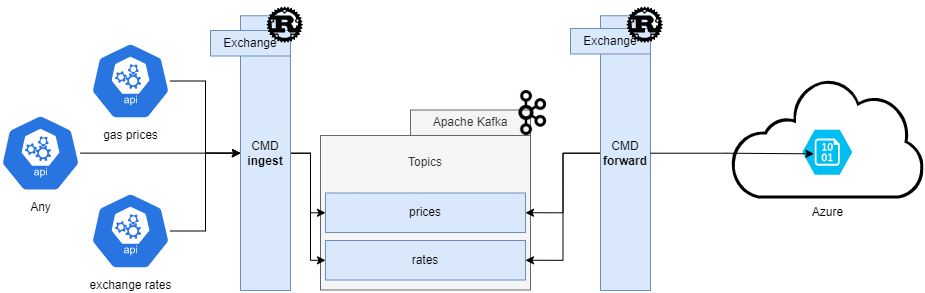 Exchange
R
Exchange
R
api
gas prices
Apache Kafka
api
Any
CMD
ingest
Topics
CMD
forward
10
01
prices
Azure
api
rates
exchange rates